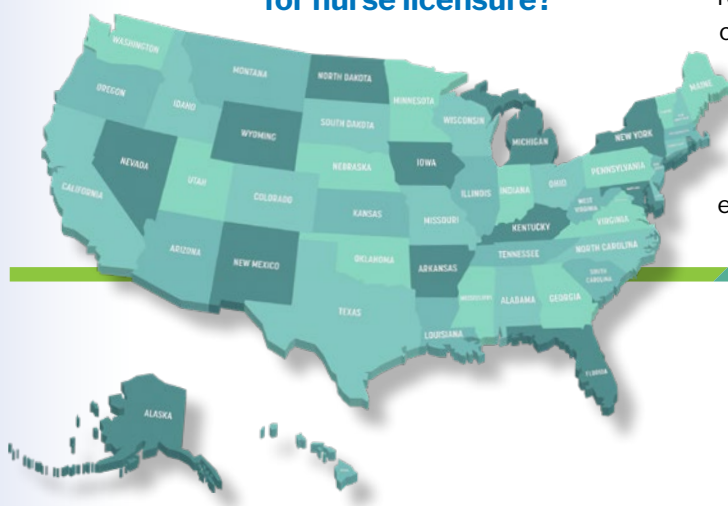 for nurse licensure?
WASHINGTON
MONTANA
NORTH DAKOTA
MINNESOTA
MAINE
OREGON
IDAHO
WYOMING
SOUTH DAKOTA
WISCONSIN
MICHIGAN
NEW YORK
NEVADA
UTAH
NEBRASKA
IOWA
PENNSYLVANIA
CALIFORNIA
COLORADO
ILLINOIS
INDIANA
OHIO
WEST
VIRGINIA
VIRGINIA
KANSAS
MISSOURI
KENTUCKY
ARIZONA
NEW MEXICO
OKLAHOMA
ARKANSAS
TENNESSEE
NORTH CAROLINA
SOUTH
CAROLINA
TEXAS
LOUISIANA
MISSISSIPPI
ALABAMA
GEORGIA
FLORIDA
ALASKA
e